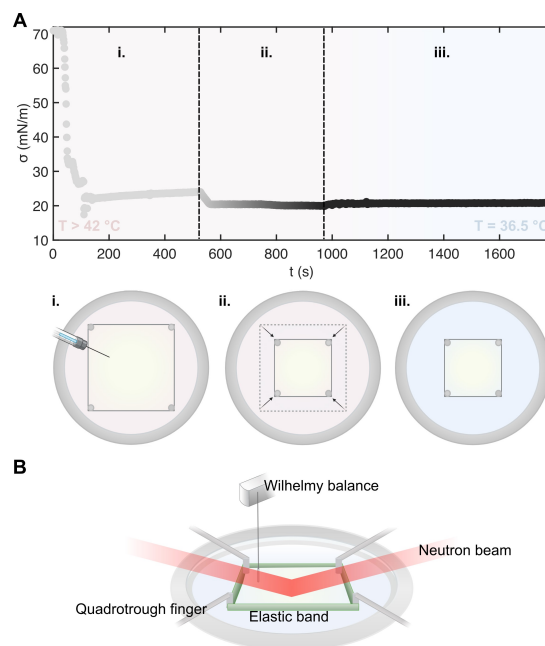 A
70
60
50
40
30
20
10
σ (mN/m)
i.
ii.
iii.
T > 42 °C
T = 36.5 °C
0
200
400
600
800
1000
1200
1400
1600
t (s)
i.
ii.
iii.
B
Wilhelmy balance
Neutron beam
Quadrotrough finger
Elastic band